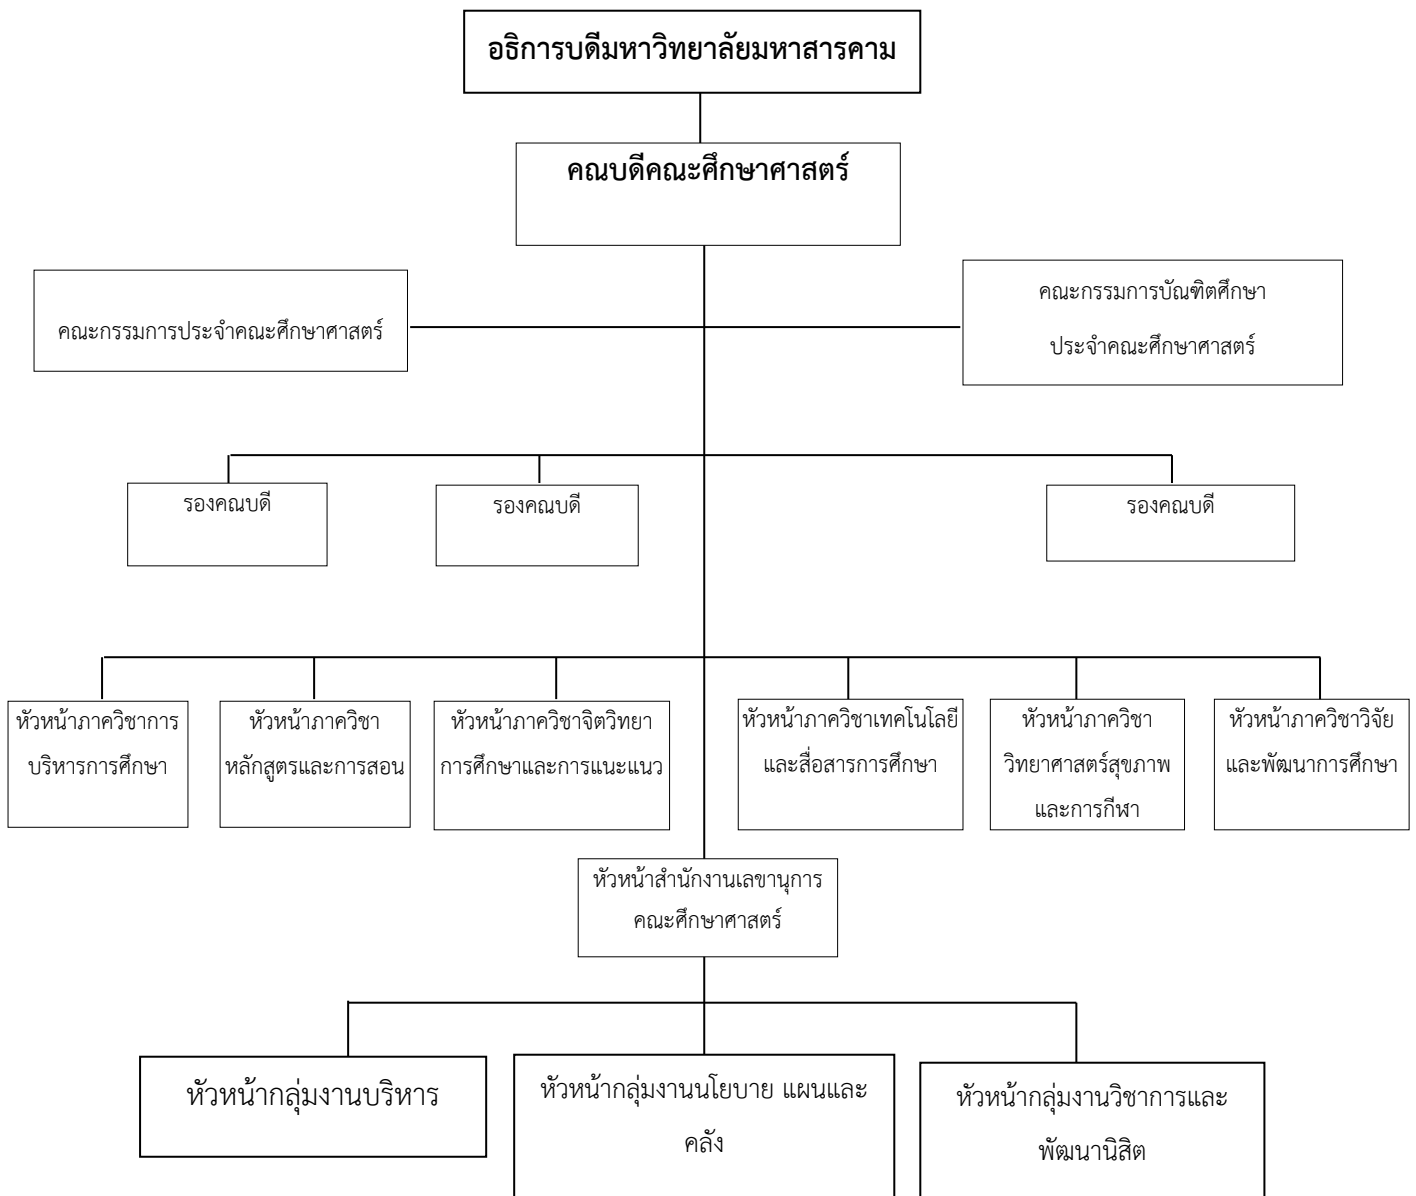 อธิการบดีมหาวิทยาลัยมหาสารคาม
คณบดีคณะศึกษาศาสตร์
คณะกรรมการประจำคณะศึกษาศาสตร์
คณะกรรมการบัณฑิตศึกษา
ประจำคณะศึกษาศาสตร์
รองคณบดี
รองคณบดี
รองคณบดี
หัวหน้าภาควิชาการ
บริหารการศึกษา
หัวหน้าภาควิชา
หลักสูตรและการสอน
หัวหน้าภาควิชาจิตวิทยา
การศึกษาและการแนะแนว
หัวหน้าภาควิชาเทคโนโลยี
และสื่อสารการศึกษา
หัวหน้าภาควิชา
วิทยาศาสตร์สุขภาพ
และการกีฬา
หัวหน้าภาควิชาวิจัย
และพัฒนาการศึกษา
หัวหน้าสำนักงานเลขานุการ
คณะศึกษาศาสตร์
หัวหน้ากลุ่มงานบริหาร
หัวหน้ากลุ่มงานนโยบาย แผนและ
คลัง
หัวหน้ากลุ่มงานวิชาการและ
พัฒนานิสิต